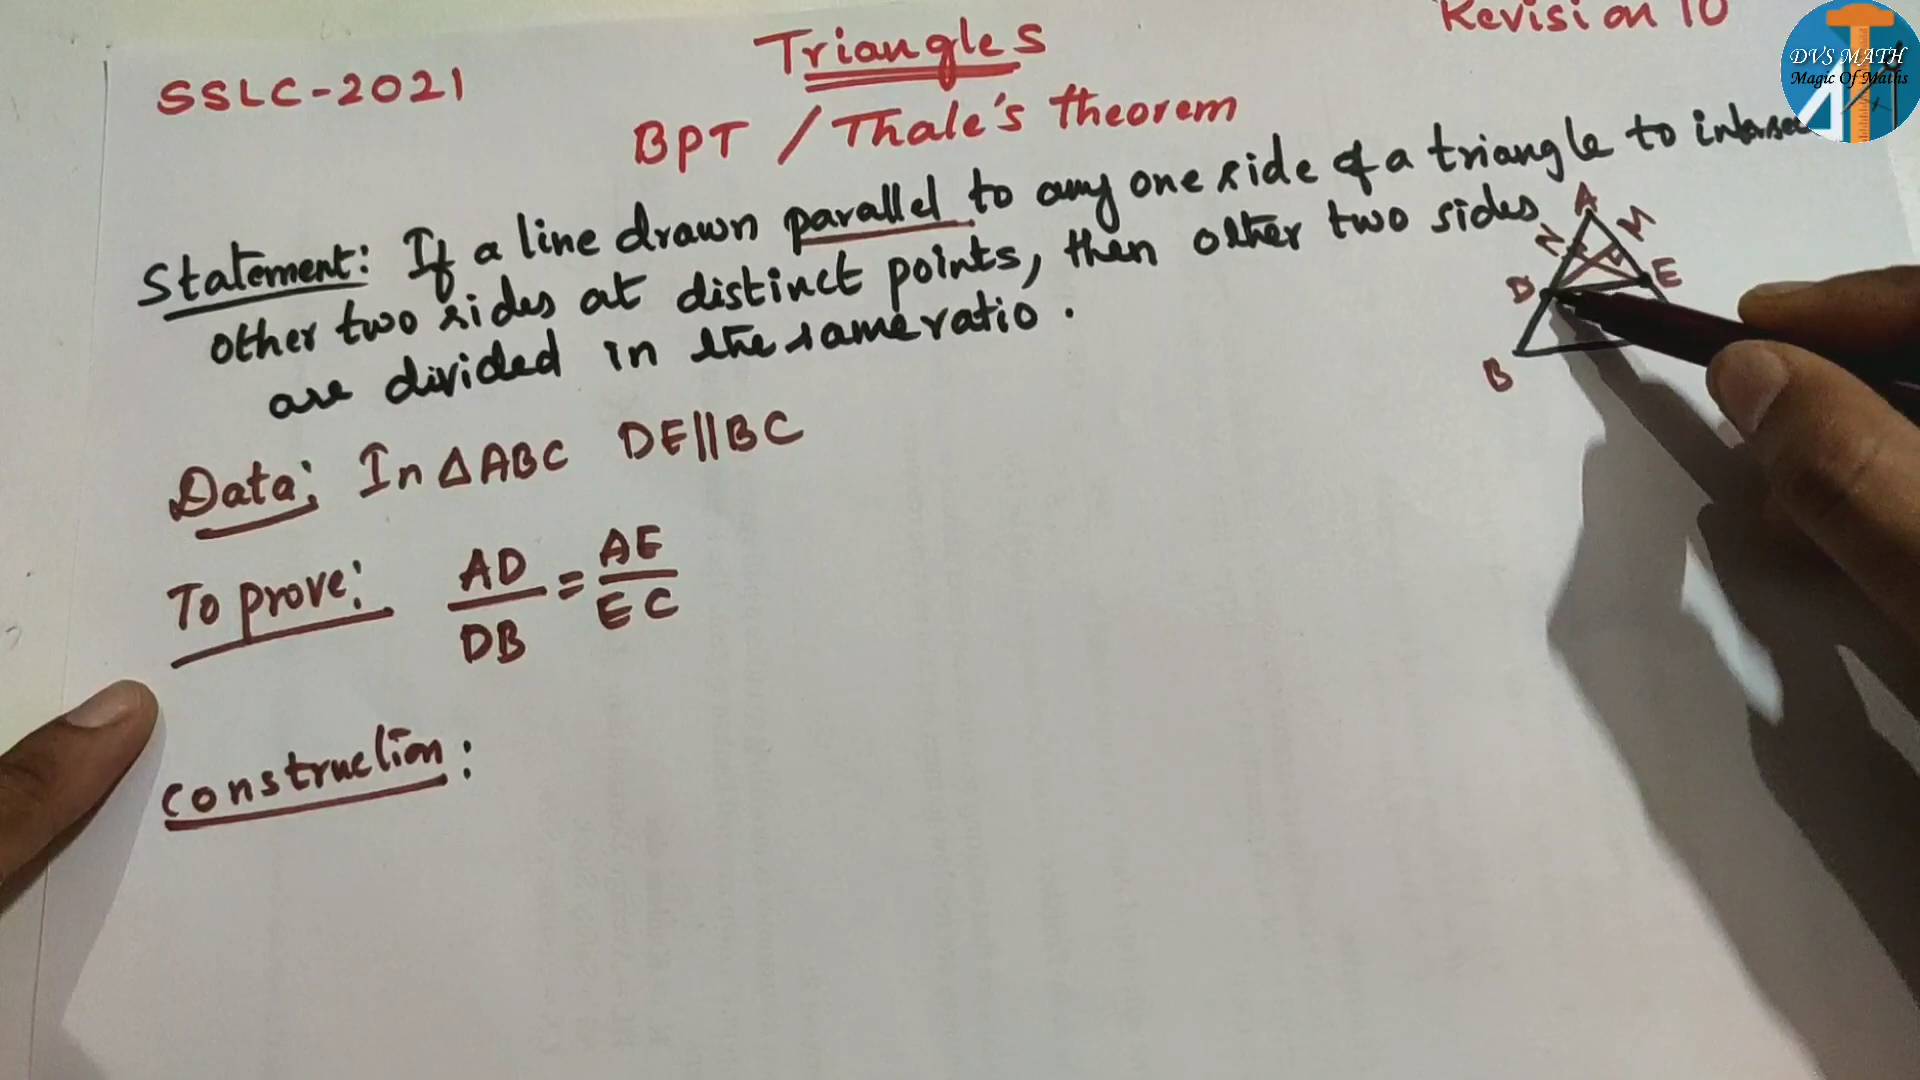 Revision 10
DVS MATH
Magic Of Maths
Triangles
SSLC-2021
BPT / Thale's theorem
Statement: If a line drawn parallel to any one side of a triangle to
other two sides at distinct points, then other two sides
are divided in the same ratio.
A
N M
D E
B
Data: In △ABC DE||BC
To prove: AD/DB = AE/EC
construction: